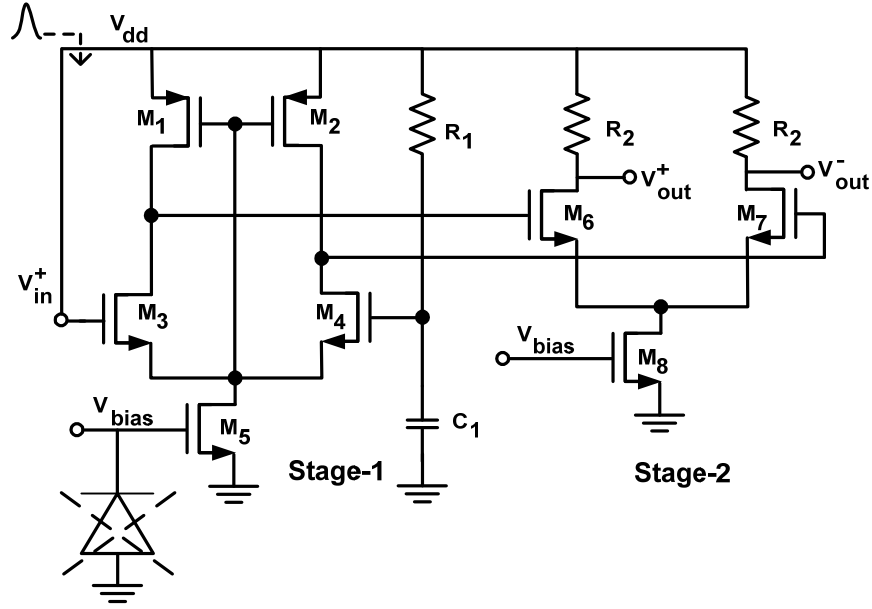 Vdd
M1
M2
R1
R2
R2
V+out
V-out
M6
M7
V+in
M3
M4
Vbias
M8
Vbias
M5
C1
Stage-1
Stage-2